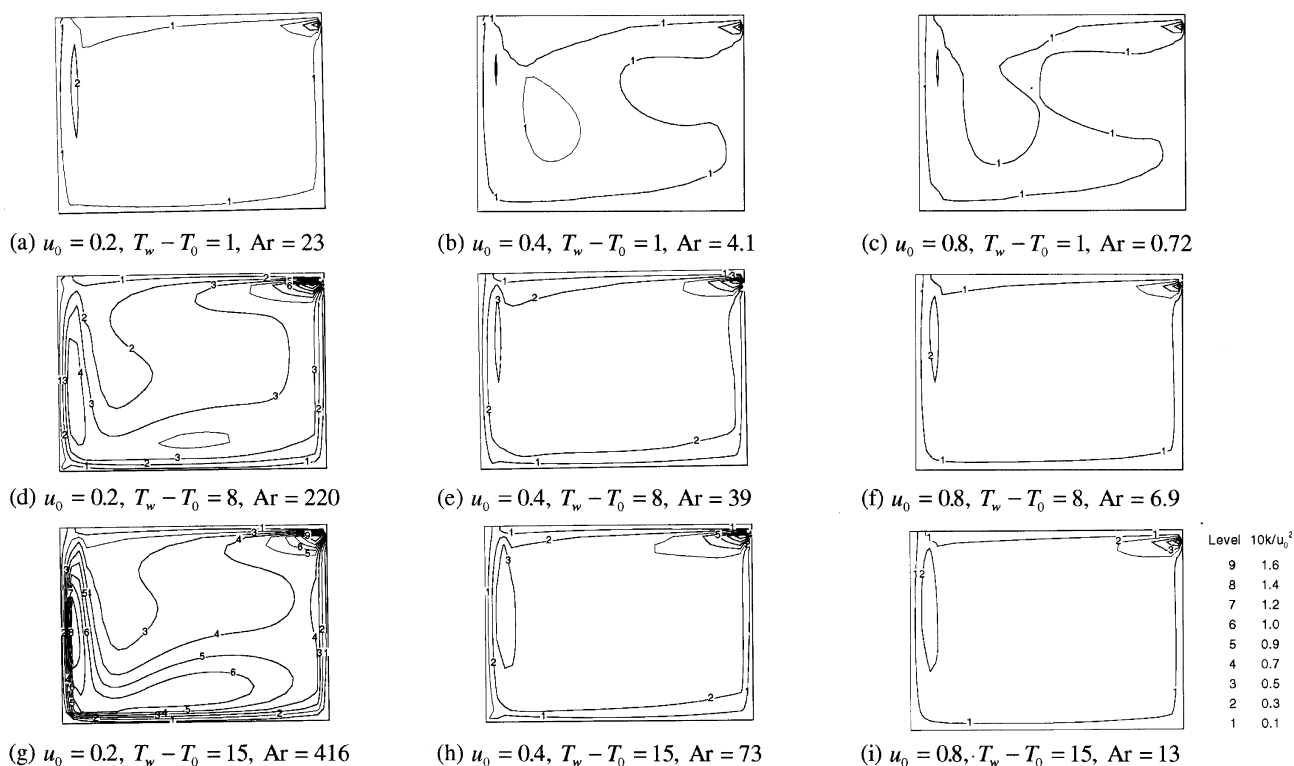 (a) u₀ = 0.2, T_w − T₀ = 1, Ar = 23
(b) u₀ = 0.4, T_w − T₀ = 1, Ar = 4.1
(c) u₀ = 0.8, T_w − T₀ = 1, Ar = 0.72
(d) u₀ = 0.2, T_w − T₀ = 8, Ar = 220
(e) u₀ = 0.4, T_w − T₀ = 8, Ar = 39
(f) u₀ = 0.8, T_w − T₀ = 8, Ar = 6.9
(g) u₀ = 0.2, T_w − T₀ = 15, Ar = 416
(h) u₀ = 0.4, T_w − T₀ = 15, Ar = 73
(i) u₀ = 0.8, T_w − T₀ = 15, Ar = 13
Level 10k/u₀²
9 1.6
8 1.4
7 1.2
6 1.0
5 0.9
4 0.7
3 0.5
2 0.3
1 0.1